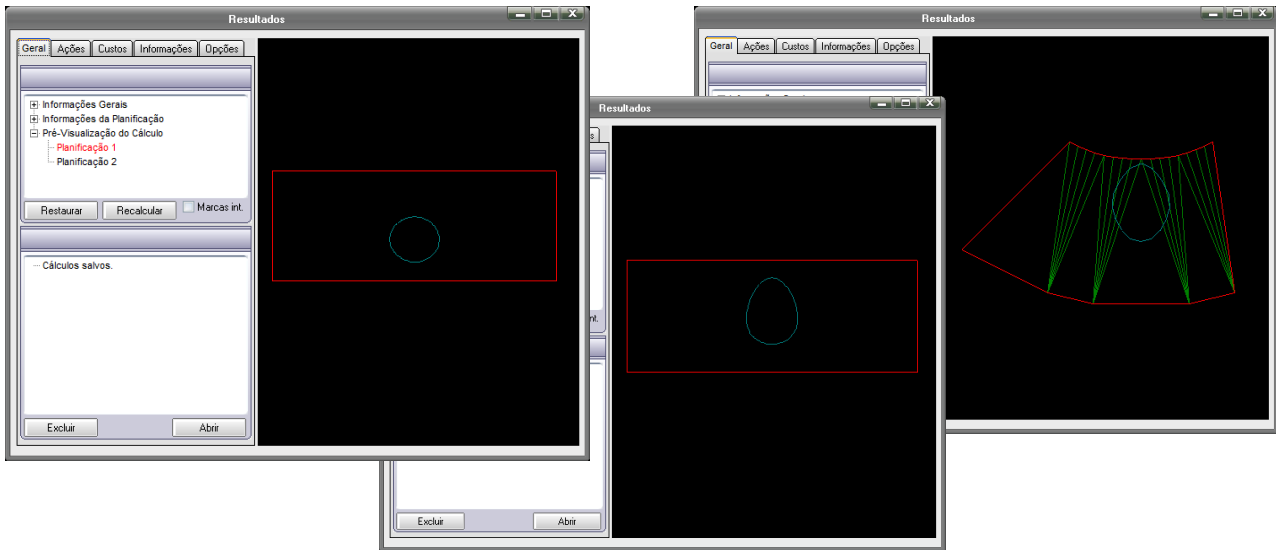 Resultados
Geral Ações Custos Informações Opções
Informações Gerais
Informações da Planificação
Pré-Visualização do Cálculo
Planificação 1
Planificação 2
Restaurar Recalcular Marcas int.
Cálculos salvos.
Excluir Abrir
Resultados
int.
Excluir Abrir
Resultados
Geral Ações Custos Informações Opções